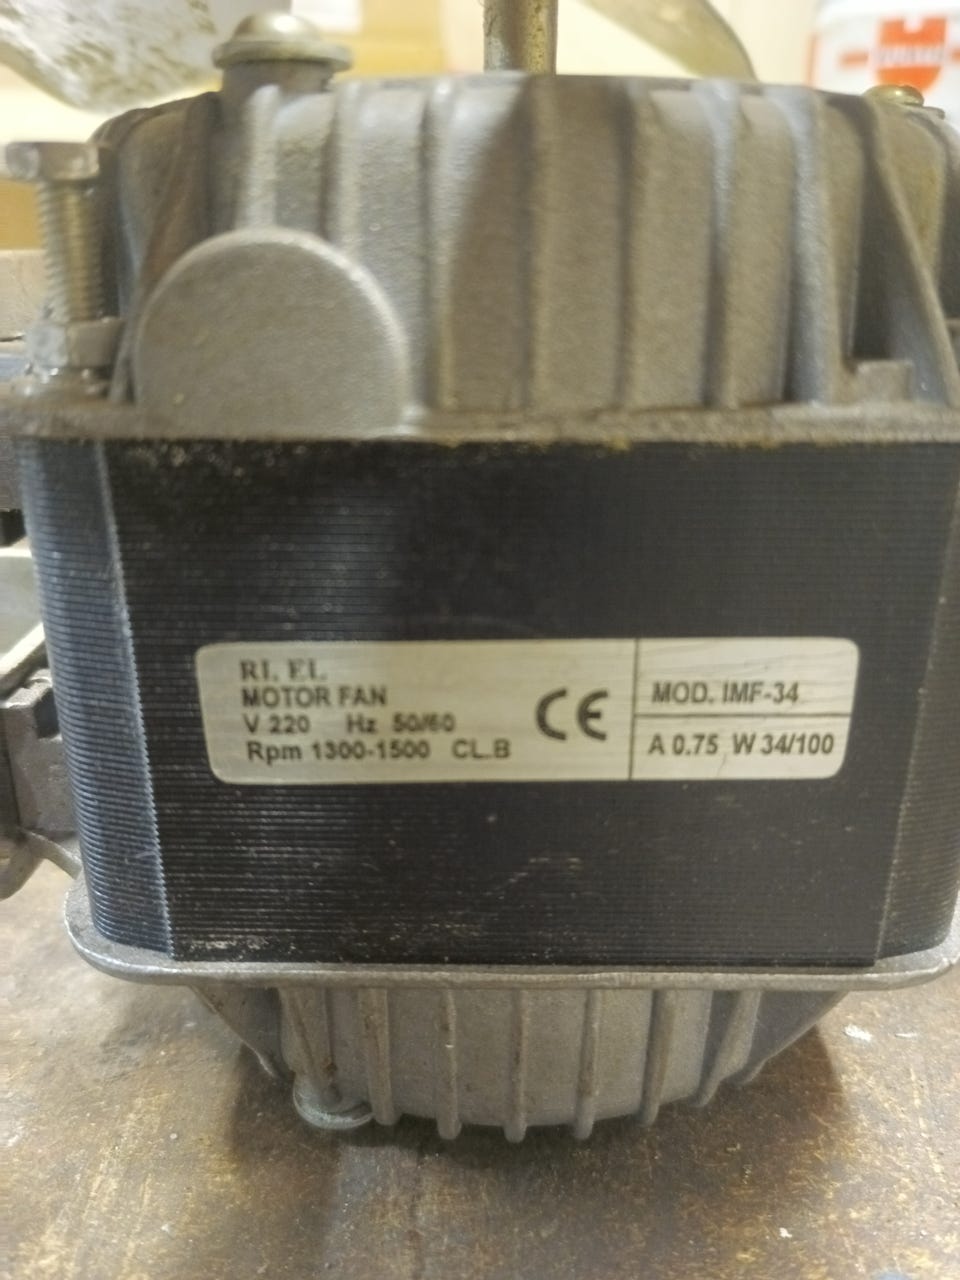 RI. EL.
MOTOR FAN
V 220 Hz 50/60
Rpm 1300-1500 CL.B
CE
MOD. IMF-34
A 0.75 W 34/100